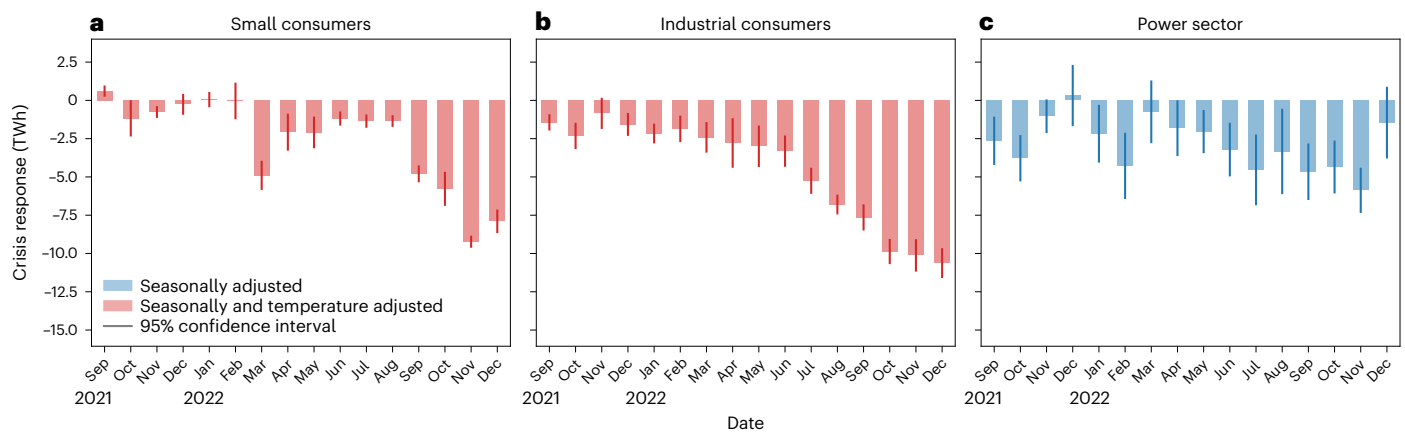 a Small consumers
b Industrial consumers
c Power sector
Crisis response (TWh)
2.5
0
−2.5
−5.0
−7.5
−10.0
−12.5
−15.0
Seasonally adjusted
Seasonally and temperature adjusted
95% confidence interval
Sep Oct Nov Dec Jan Feb Mar Apr May Jun Jul Aug Sep Oct Nov Dec
2021 2022
Sep Oct Nov Dec Jan Feb Mar Apr May Jun Jul Aug Sep Oct Nov Dec
2021 2022
Sep Oct Nov Dec Jan Feb Mar Apr May Jun Jul Aug Sep Oct Nov Dec
2021 2022
Date